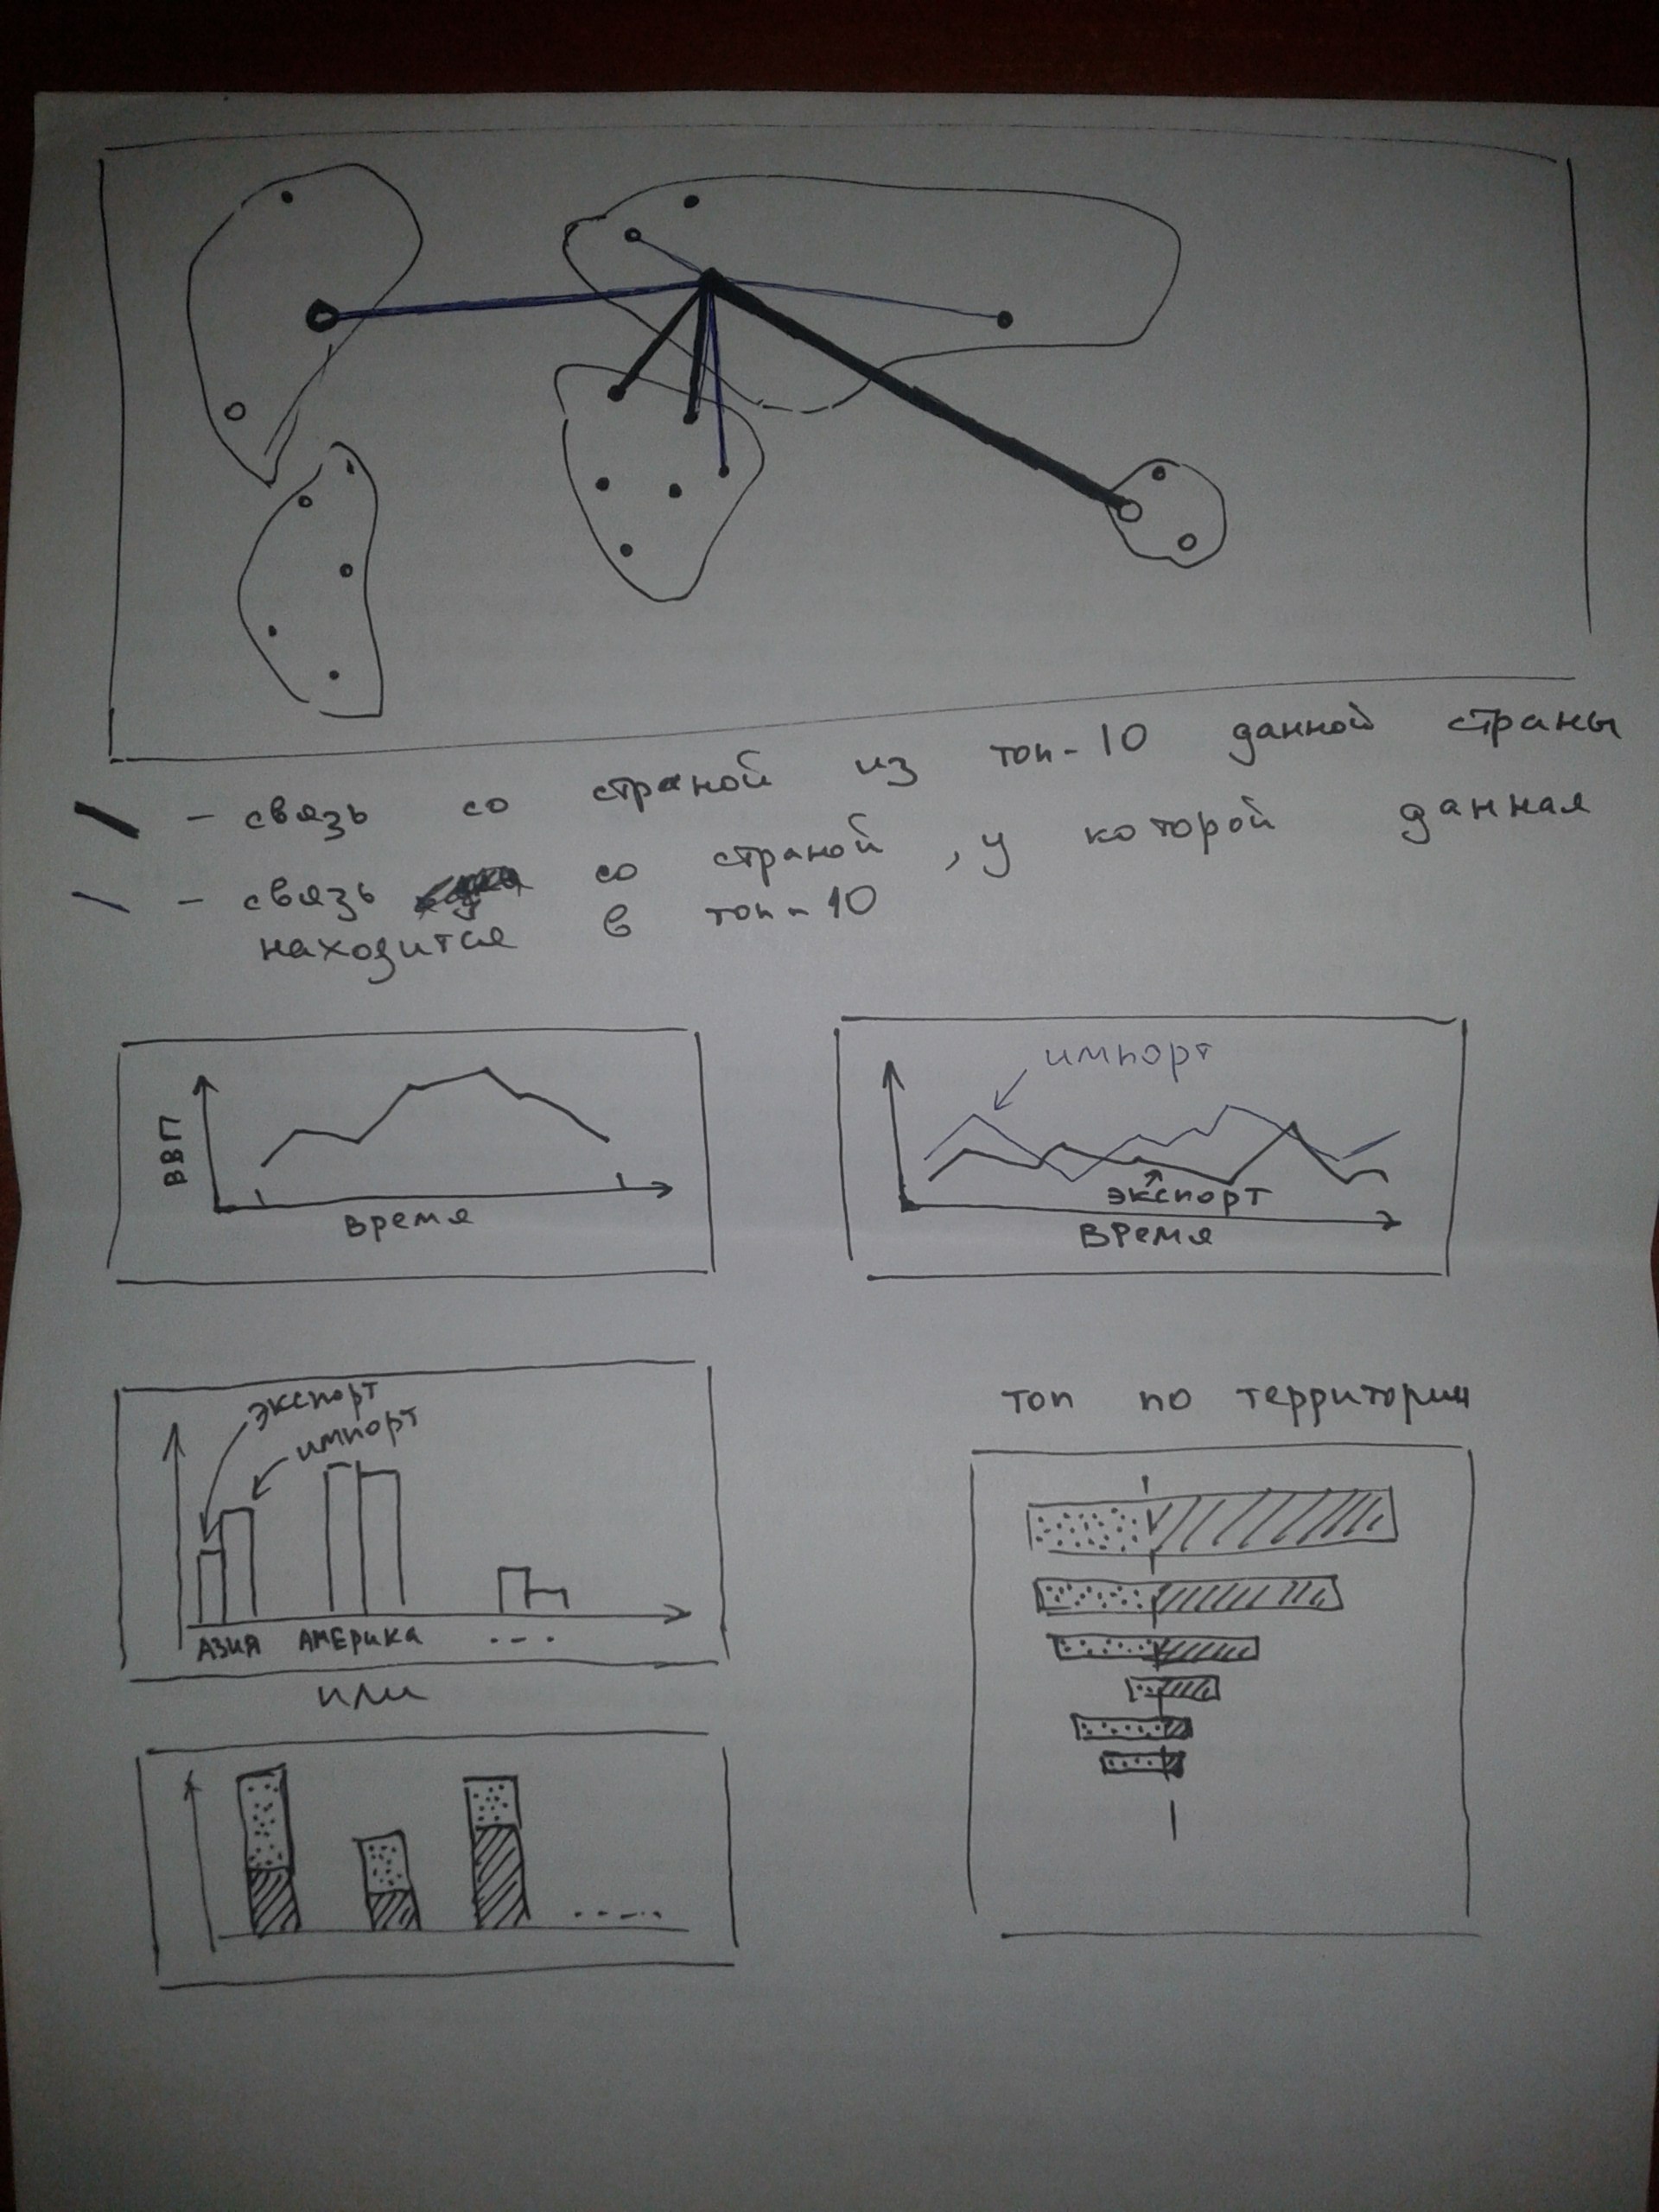 – связь со страной из топ-10 данной страны
– связь со страной, у которой данная
находится в топ-10
ВВП
время
импорт
экспорт
время
экспорт
импорт
АЗИЯ АМЕРИКА ...
или
топ по территории